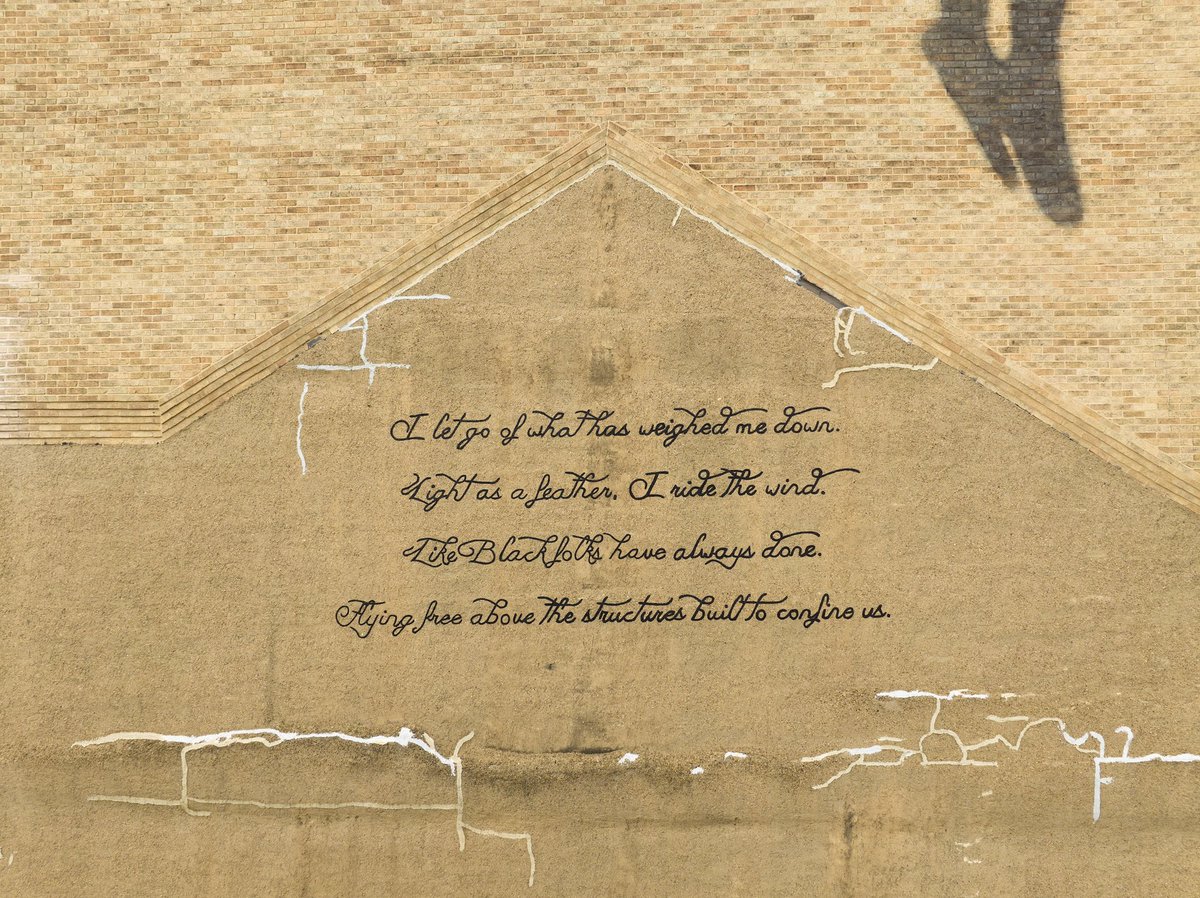 I let go of what has weighed me down.
Light as a feather, I ride the wind.
Like Black folks have always done.
Flying free above the structures built to confine us.